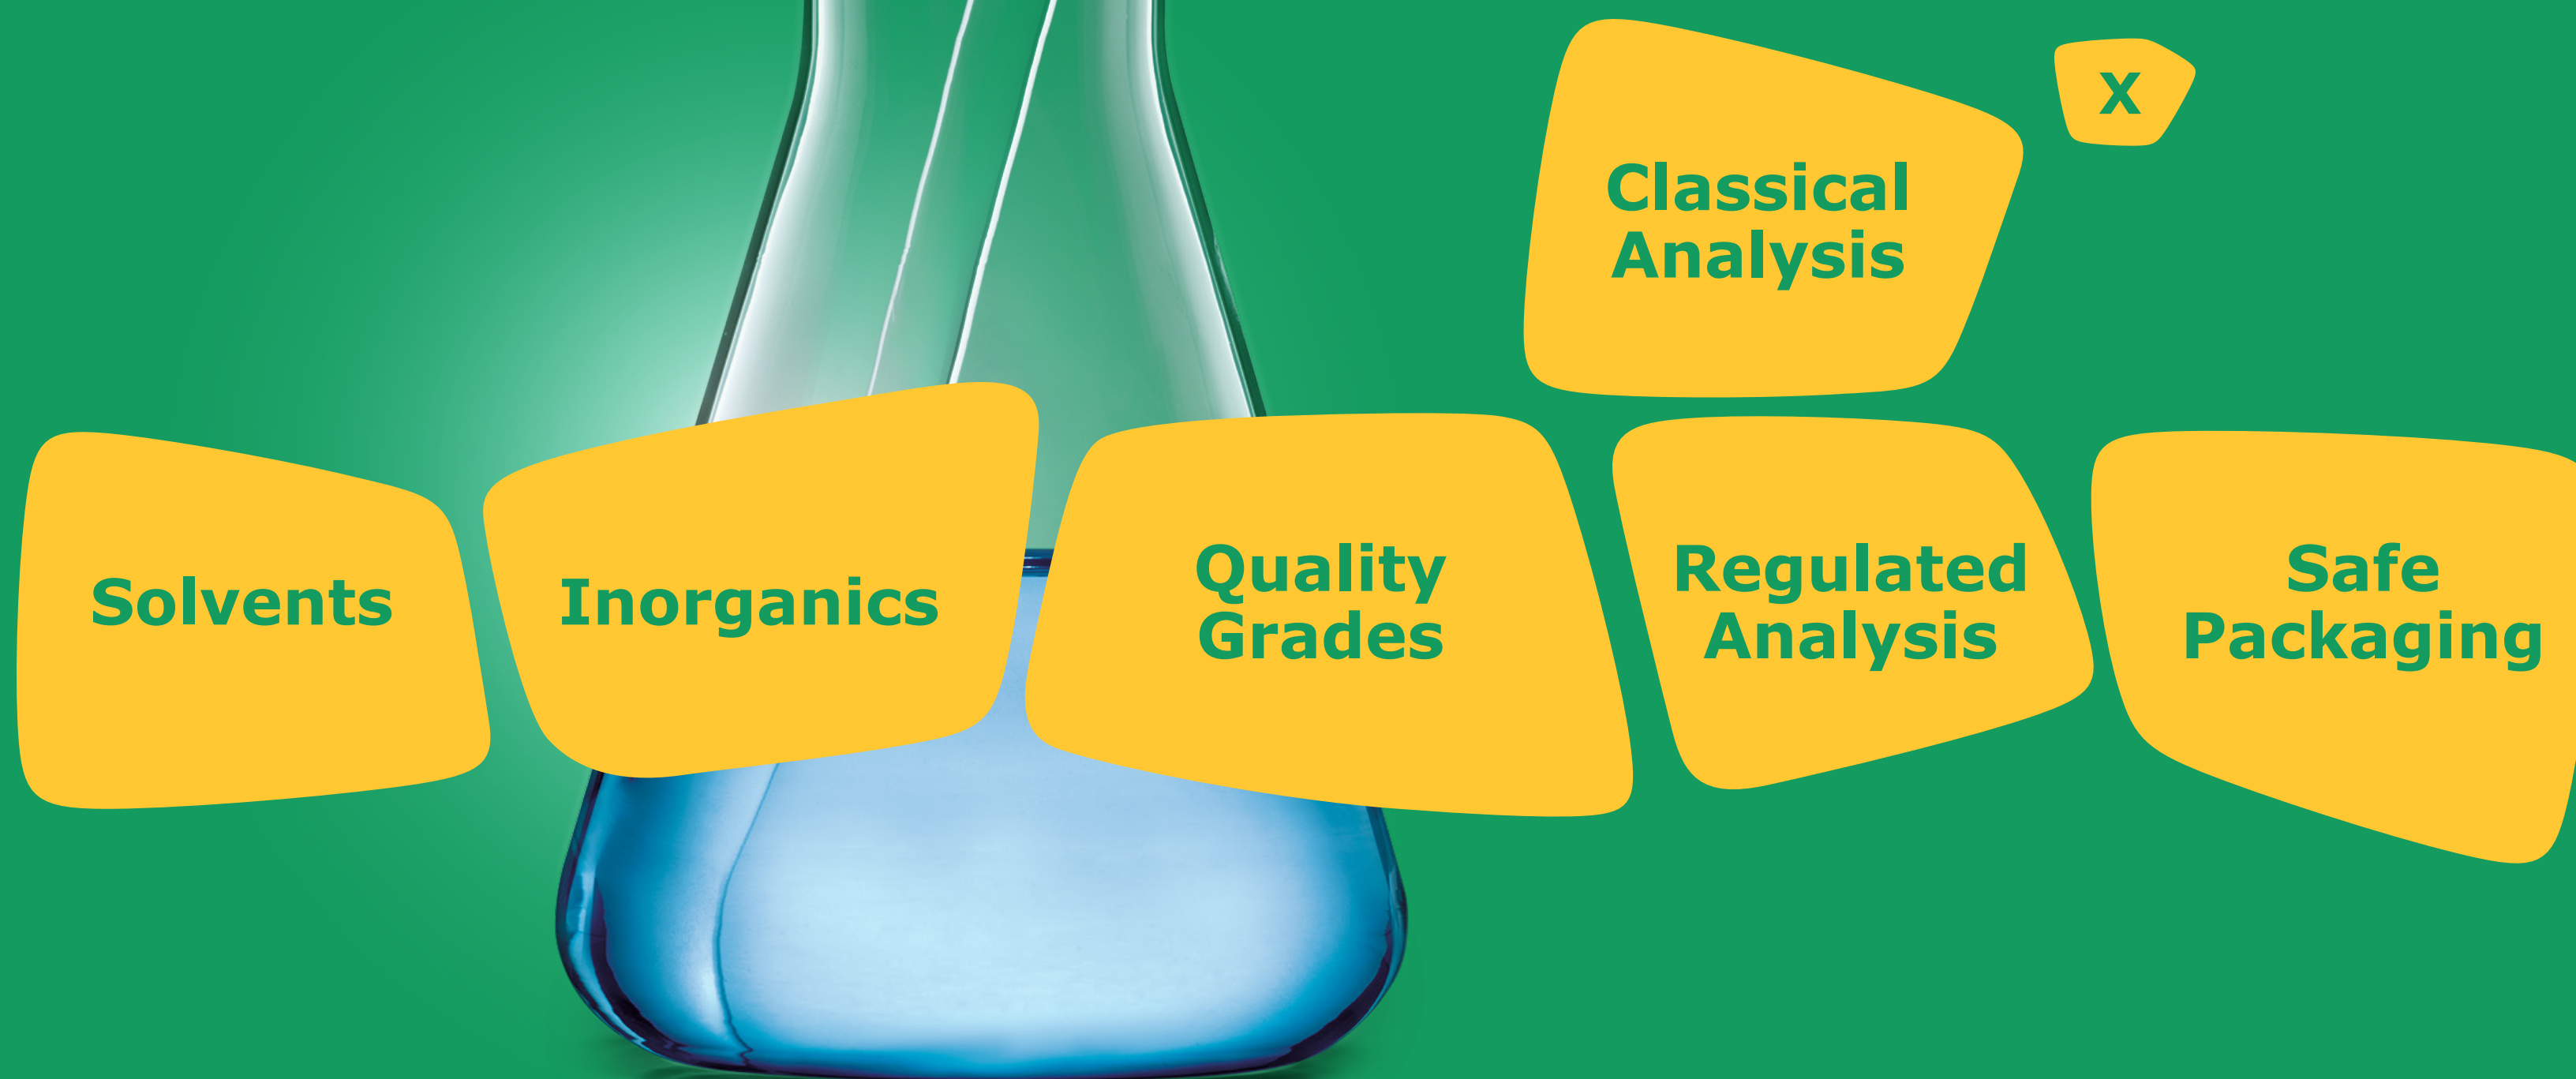 X
Classical
Analysis
Solvents
Inorganics
Quality
Grades
Regulated
Analysis
Safe
Packaging